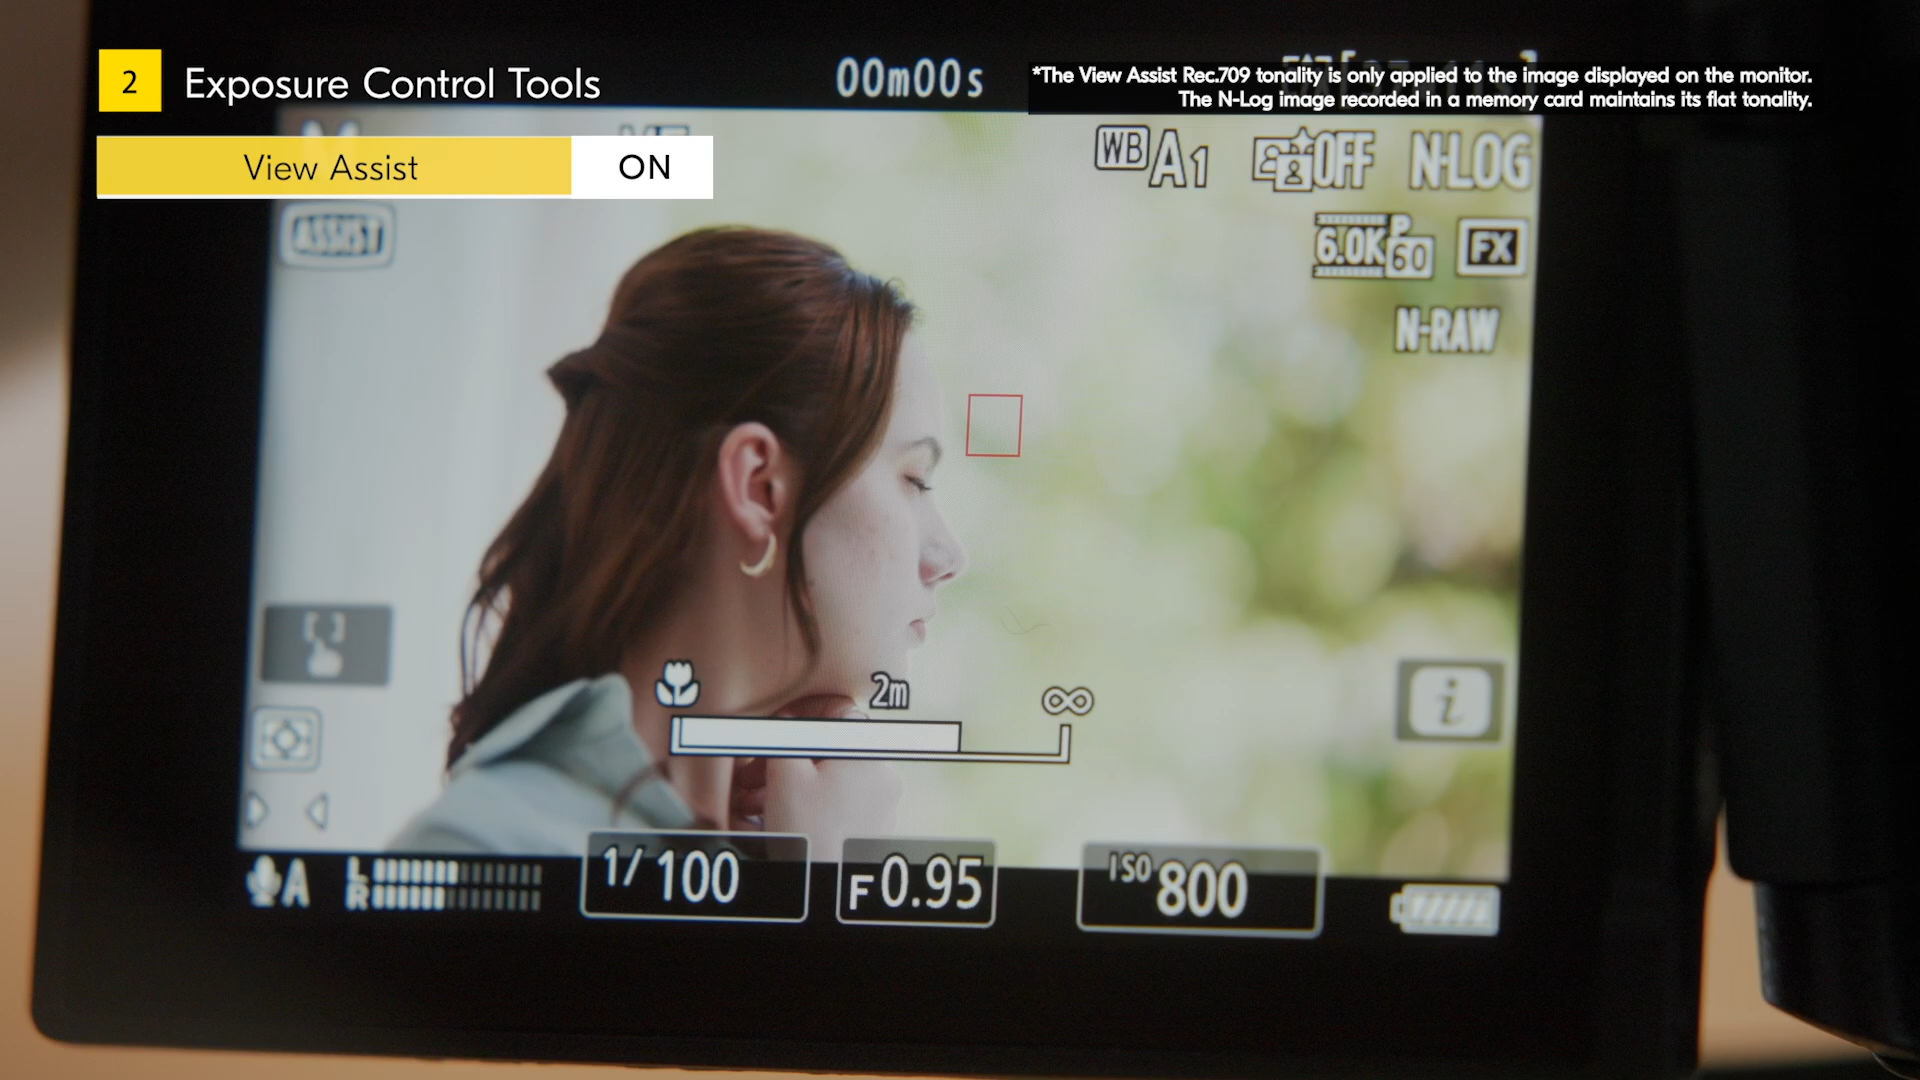 2 Exposure Control Tools
00m00s
*The View Assist Rec.709 tonality is only applied to the image displayed on the monitor.
The N-Log image recorded in a memory card maintains its flat tonality.
View Assist ON
WB A1 OFF N-LOG
ASSIST
6.0K P 60 FX
N-RAW
2m ∞
i
A L R
1/100 F0.95 ISO 800